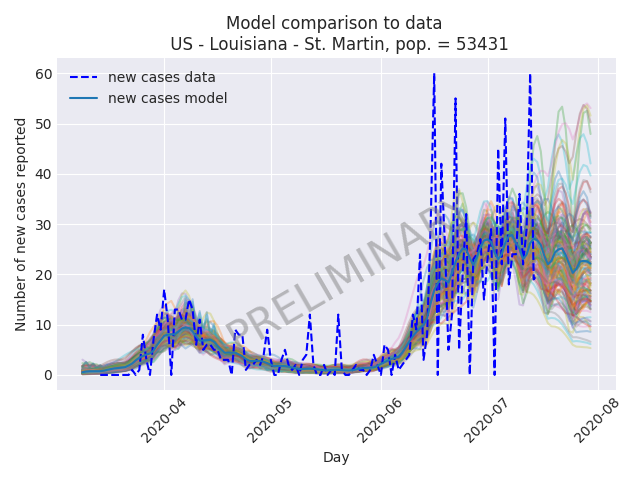 Model comparison to data
US - Louisiana - St. Martin, pop. = 53431
new cases data
new cases model
Number of new cases reported
60
50
40
30
20
10
0
PRELIMINARY
2020-04
2020-05
2020-06
2020-07
2020-08
Day